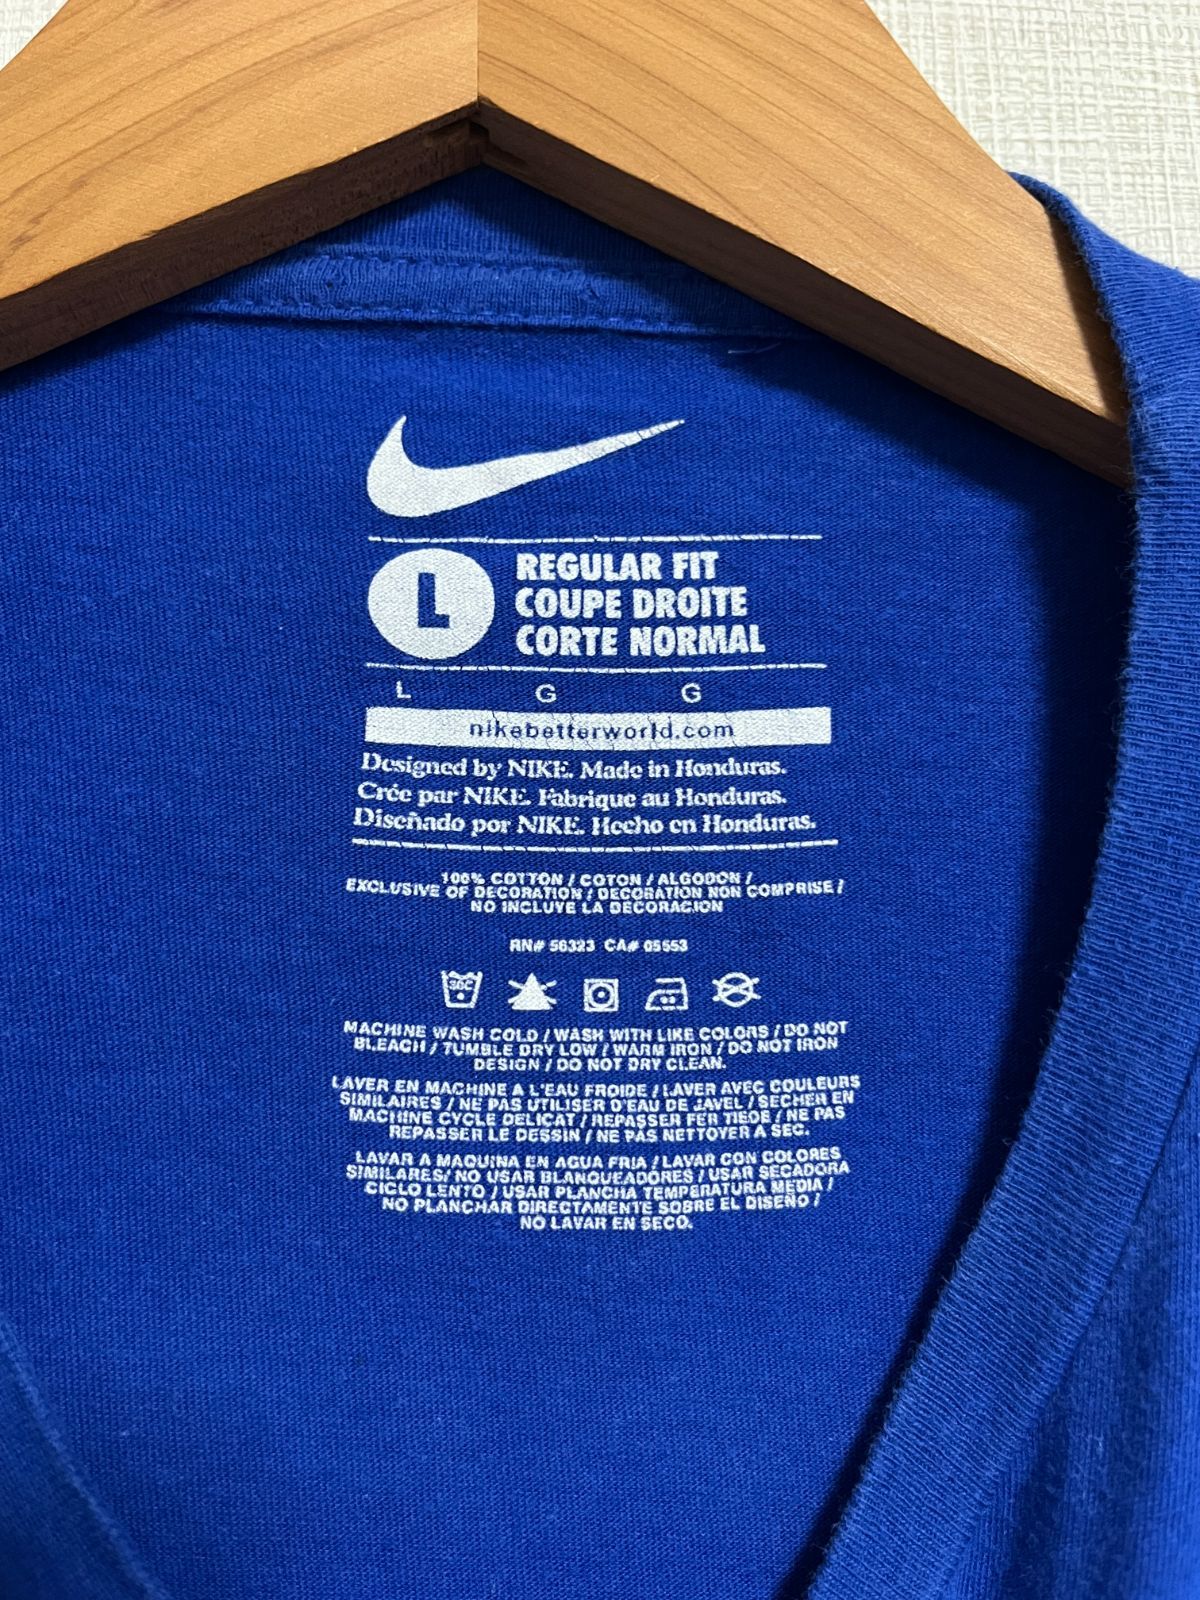 L
REGULAR FIT
COUPE DROITE
CORTE NORMAL
L G G
nikebetterworld.com
Designed by NIKE. Made in Honduras.
Crée par NIKE. Fabrique au Honduras.
Diseñado por NIKE. Hecho en Honduras.
100% COTTON / COTON / ALGODON /
EXCLUSIVE OF DECORATION / DECORATION NON COMPRISE /
NO INCLUYE LA DECORACION
RN# 56323 CA# 05553
30C
MACHINE WASH COLD / WASH WITH LIKE COLORS / DO NOT
BLEACH / TUMBLE DRY LOW / WARM IRON / DO NOT IRON
DESIGN / DO NOT DRY CLEAN.
LAVER EN MACHINE A L'EAU FROIDE / LAVER AVEC COULEURS
SIMILAIRES / NE PAS UTILISER D'EAU DE JAVEL / SECHER EN
MACHINE CYCLE DELICAT / REPASSER FER TIEDE / NE PAS
REPASSER LE DESSIN / NE PAS NETTOYER A SEC.
LAVAR A MAQUINA EN AGUA FRIA / LAVAR CON COLORES
SIMILARES/ NO USAR BLANQUEADORES / USAR SECADORA
CICLO LENTO / USAR PLANCHA TEMPERATURA MEDIA /
NO PLANCHAR DIRECTAMENTE SOBRE EL DISEÑO /
NO LAVAR EN SECO.